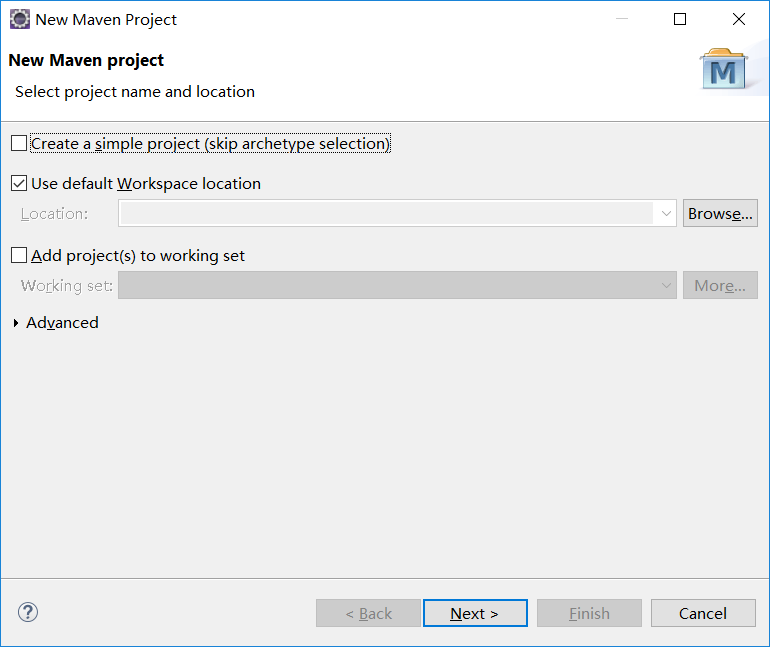 New Maven Project
New Maven project
M
Select project name and location
Create a simple project (skip archetype selection)
Use default Workspace location
Location:
Browse...
Add project(s) to working set
Working set:
More...
Advanced
?
< Back
Next >
Finish
Cancel